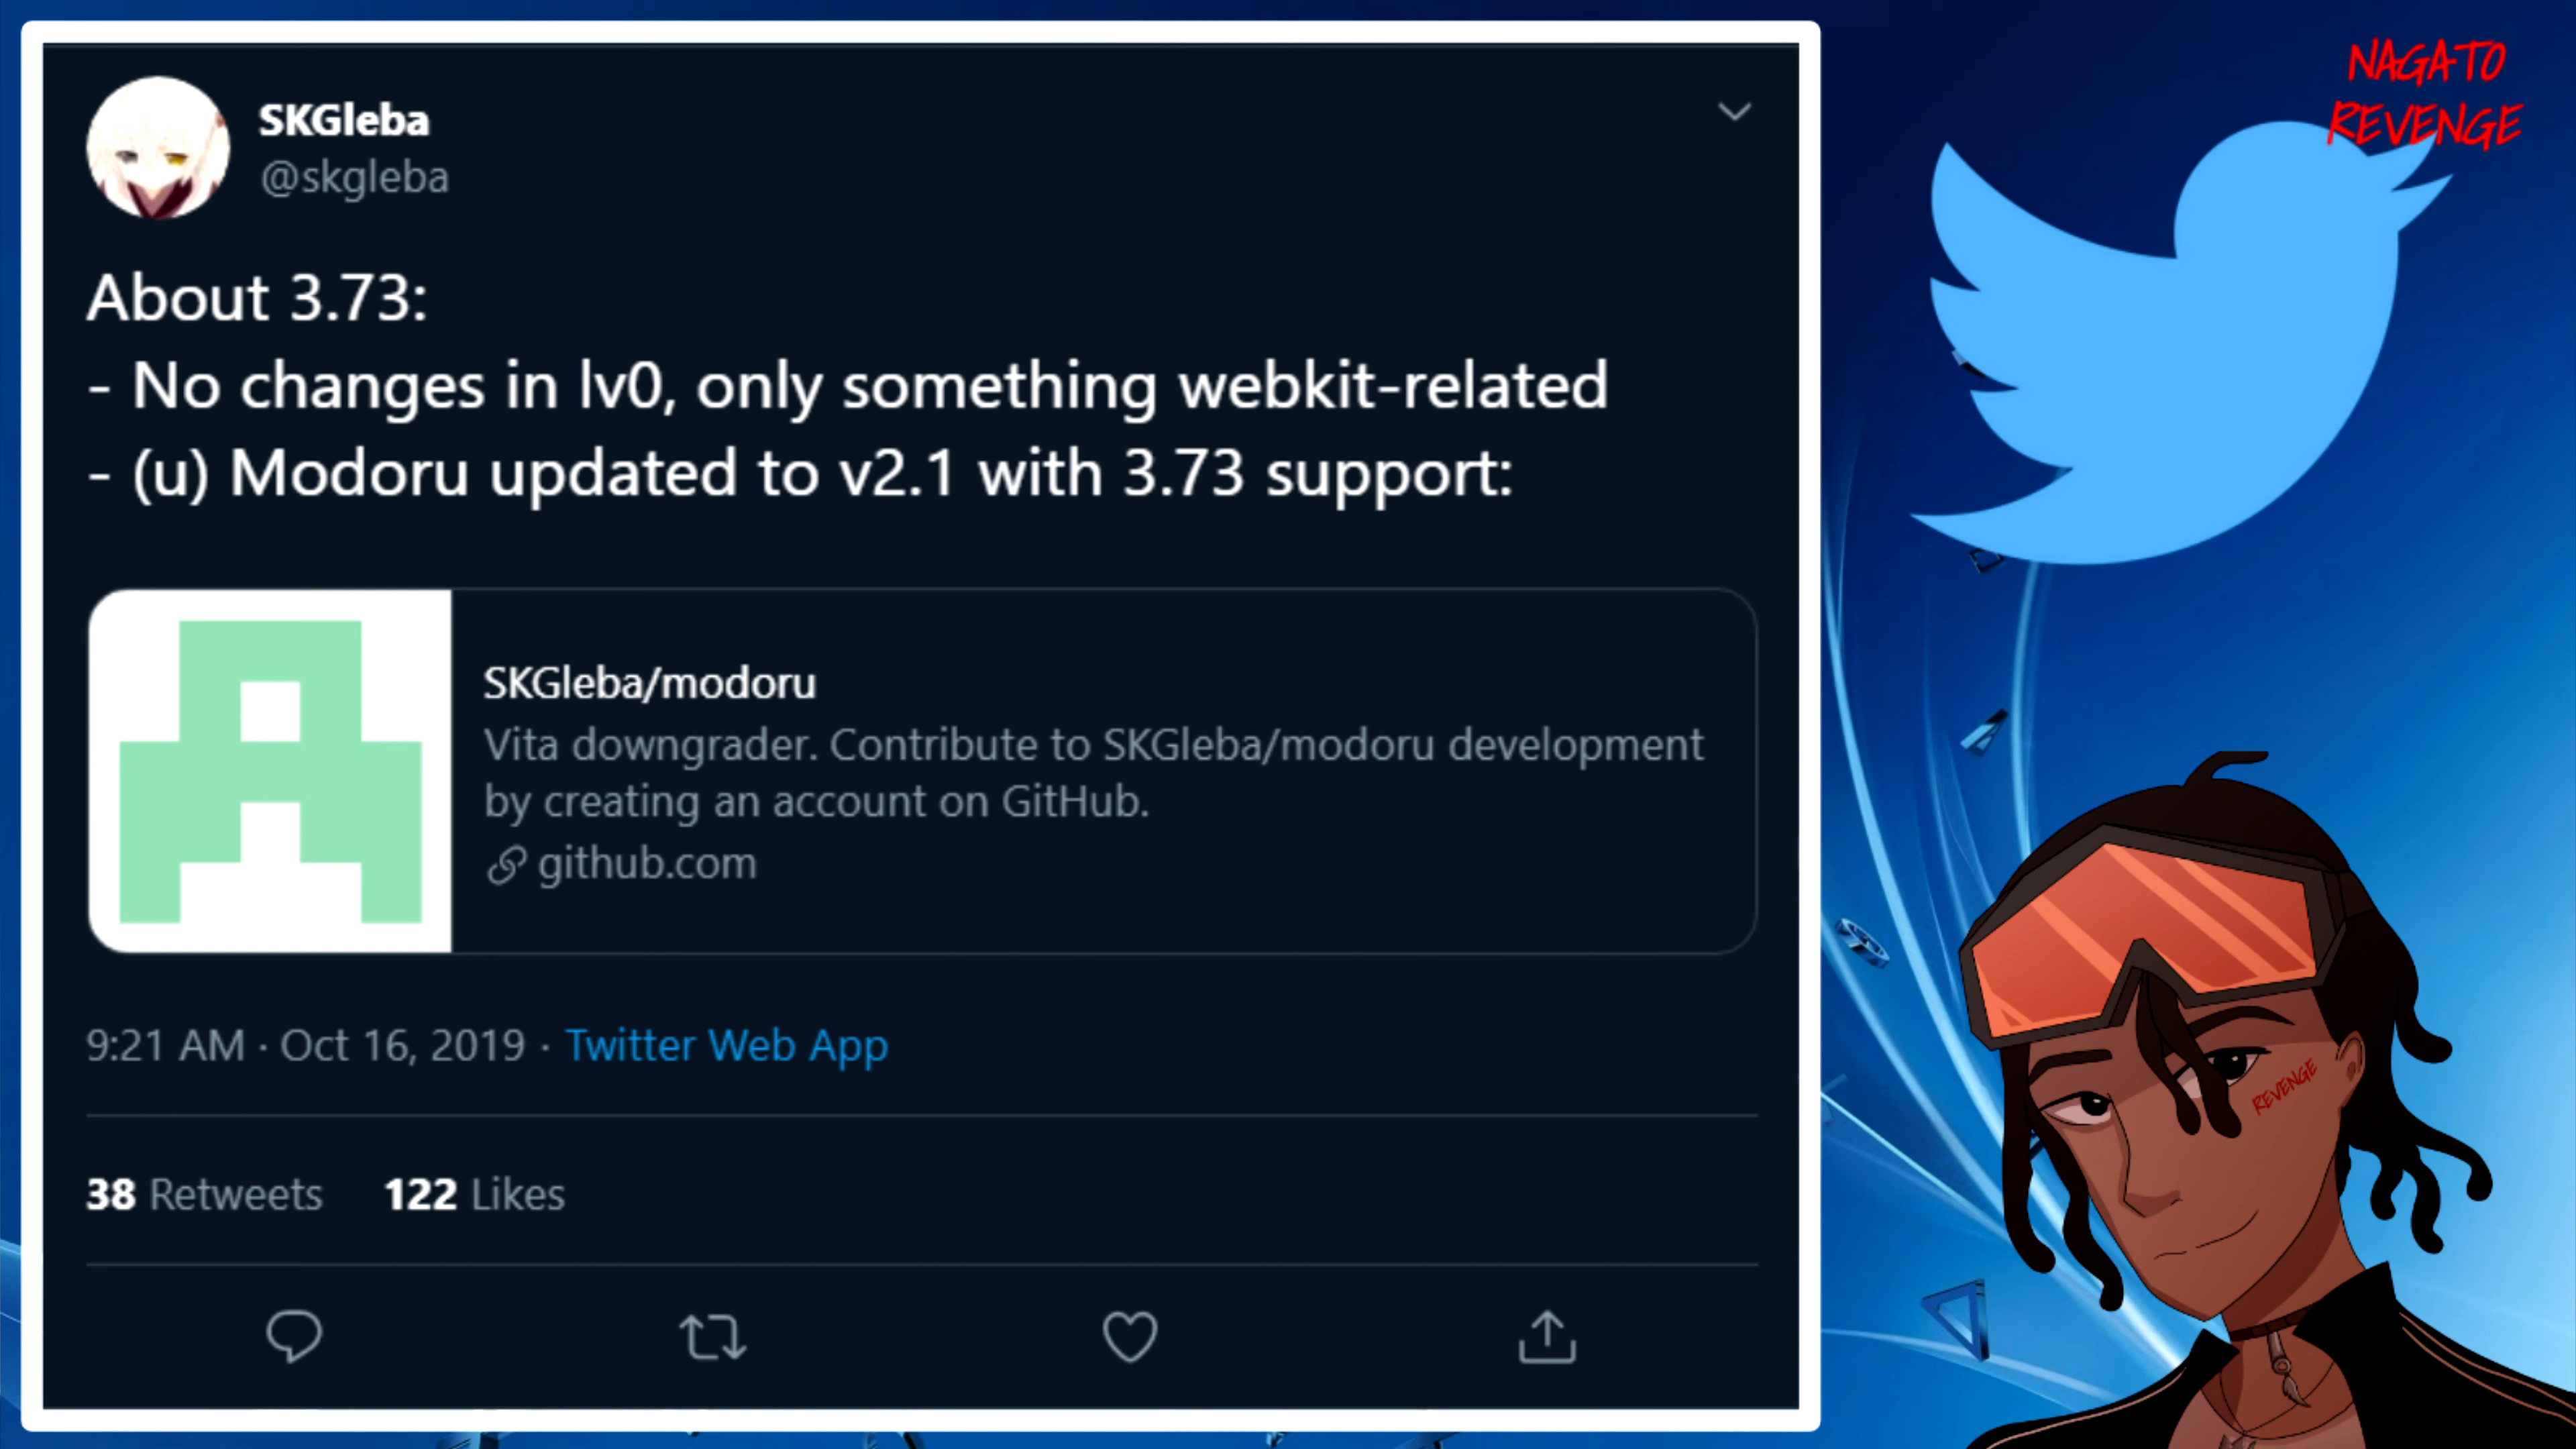 SKGleba
@skgleba
About 3.73:
- No changes in lv0, only something webkit-related
- (u) Modoru updated to v2.1 with 3.73 support:
SKGleba/modoru
Vita downgrader. Contribute to SKGleba/modoru development
by creating an account on GitHub.
github.com
9:21 AM · Oct 16, 2019 · Twitter Web App
38 Retweets 122 Likes
NAGATO
REVENGE
REVENGE